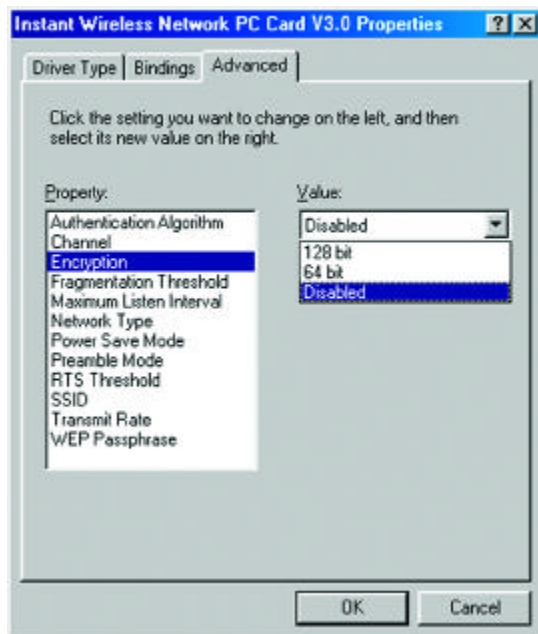 Instant Wireless Network PC Card V3.0 Properties
Driver Type Bindings Advanced
Click the setting you want to change on the left, and then
select its new value on the right.
Property:
Authentication Algorithm
Channel
Encryption
Fragmentation Threshold
Maximum Listen Interval
Network Type
Power Save Mode
Preamble Mode
RTS Threshold
SSID
Transmit Rate
WEP Passphrase
Value:
Disabled
128 bit
64 bit
Disabled
OK Cancel